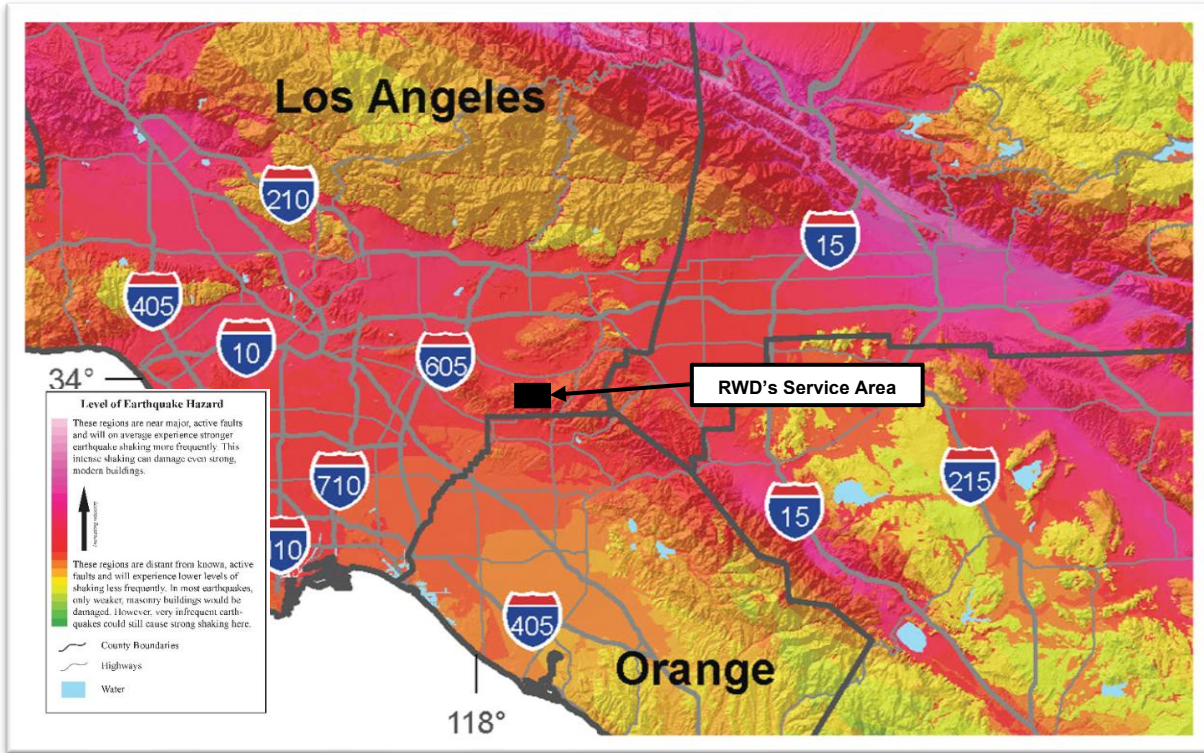 Los Angeles
210
15
405
10
605
34°
RWD's Service Area
Level of Earthquake Hazard
These regions are near major, active faults
and will on average experience stronger
earthquake shaking more frequently. This
intense shaking can damage even strong,
modern buildings.
Increasing intensity
These regions are distant from known, active
faults and will experience lower levels of
shaking less frequently. In most earthquakes,
only weaker, masonry buildings would be
damaged. However, very infrequent earth-
quakes could still cause strong shaking here.
County Boundaries
Highways
Water
710
215
15
10
405
Orange
118°